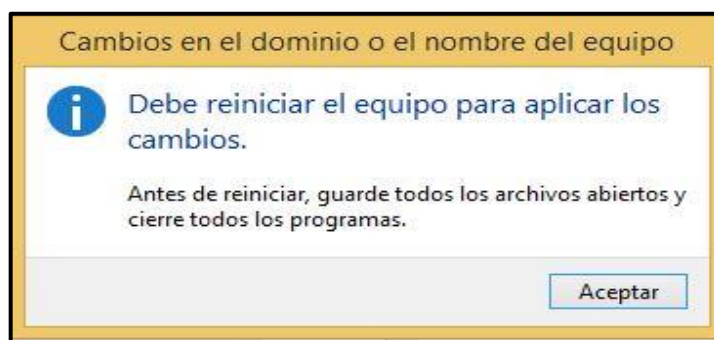 Cambios en el dominio o el nombre del equipo
Debe reiniciar el equipo para aplicar los
cambios.
Antes de reiniciar, guarde todos los archivos abiertos y
cierre todos los programas.
Aceptar